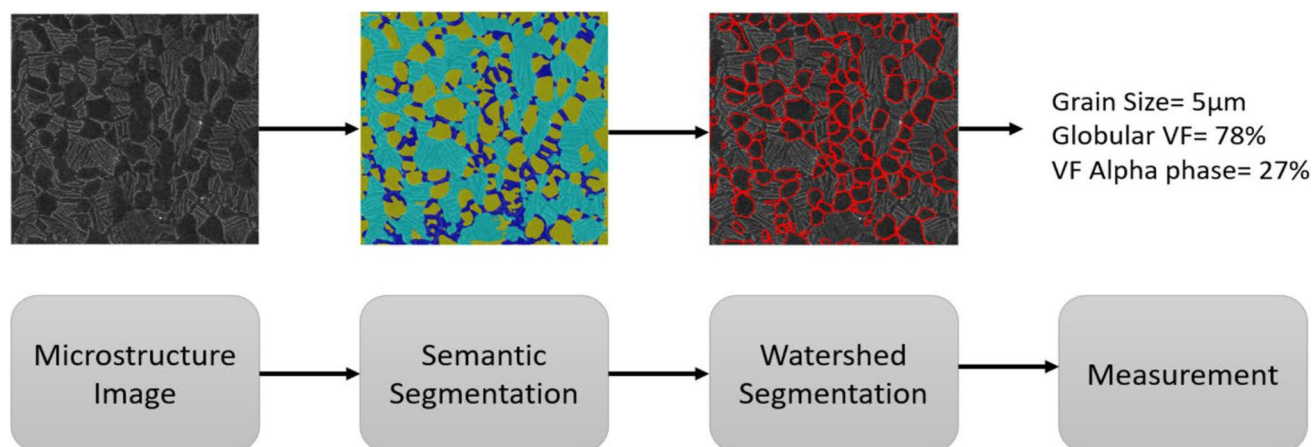 Grain Size= 5µm
Globular VF= 78%
VF Alpha phase= 27%
Microstructure
Image
Semantic
Segmentation
Watershed
Segmentation
Measurement